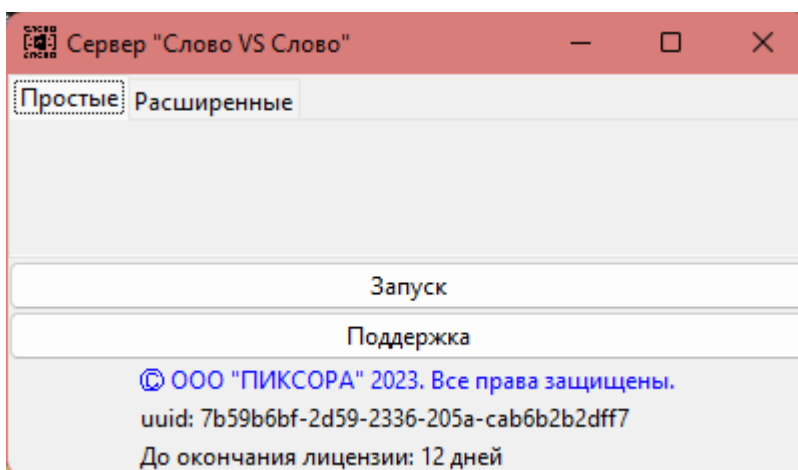 Сервер "Слово VS Слово"
Простые Расширенные
Запуск
Поддержка
© ООО "ПИКСОРА" 2023. Все права защищены.
uuid: 7b59b6bf-2d59-2336-205a-cab6b2b2dff7
До окончания лицензии: 12 дней